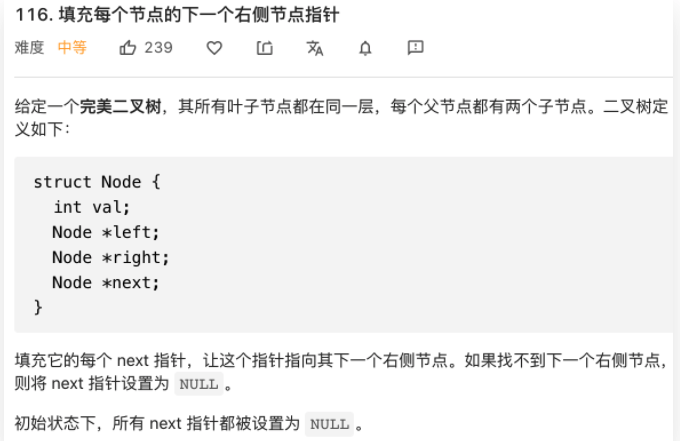 116. 填充每个节点的下一个右侧节点指针
难度 中等 239
给定一个完美二叉树，其所有叶子节点都在同一层，每个父节点都有两个子节点。二叉树定
义如下：
struct Node {
  int val;
  Node *left;
  Node *right;
  Node *next;
}
填充它的每个 next 指针，让这个指针指向其下一个右侧节点。如果找不到下一个右侧节点，
则将 next 指针设置为 NULL 。
初始状态下，所有 next 指针都被设置为 NULL 。